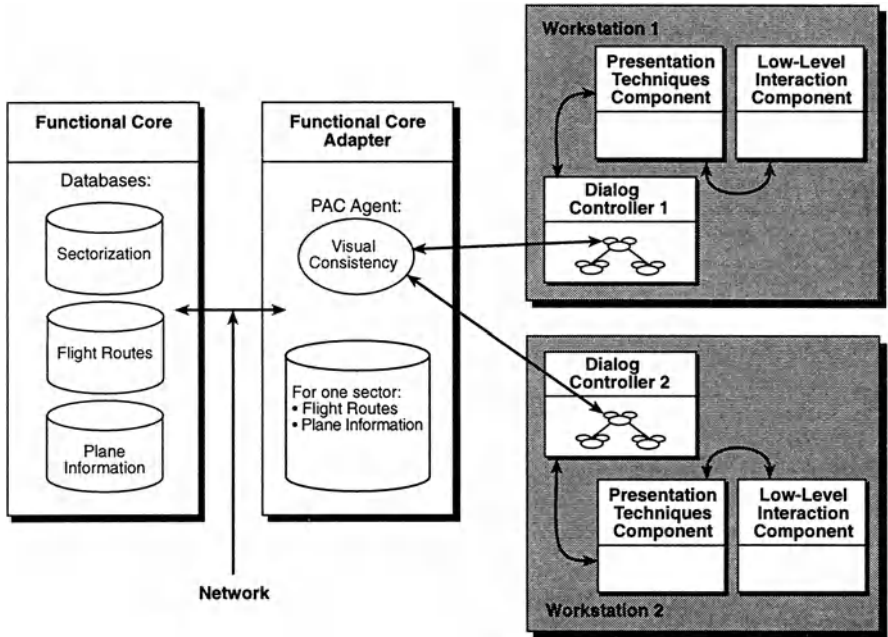 Functional Core
Databases:
Sectorization
Flight Routes
Plane
Information
Functional Core
Adapter
PAC Agent:
Visual
Consistency
For one sector:
• Flight Routes
• Plane Information
Network
Workstation 1
Presentation
Techniques
Component
Low-Level
Interaction
Component
Dialog
Controller 1
Dialog
Controller 2
Presentation
Techniques
Component
Low-Level
Interaction
Component
Workstation 2